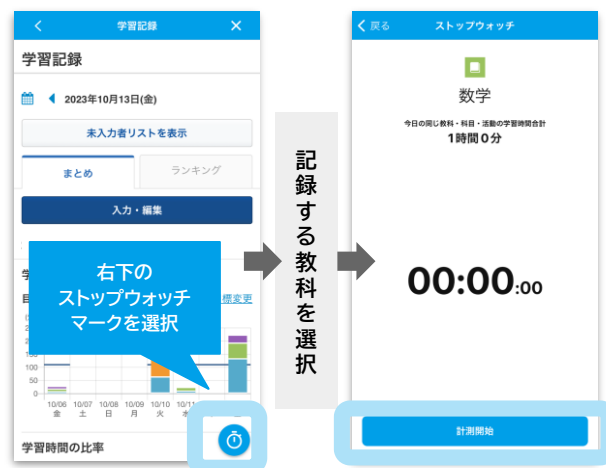 学習記録
学習記録
2023年10月13日(金)
未入力者リストを表示
まとめ
ランキング
入力・編集
右下の
ストップウォッチ
マークを選択
標変更
100
50
0
10/06 10/07 10/08 10/09 10/10 10/11
金 土 日 月 火
学習時間の比率
記録する教科を選択
戻る
ストップウォッチ
数学
今日の同じ教科・科目・活動の学習時間合計
1時間0分
00:00:00
計測開始